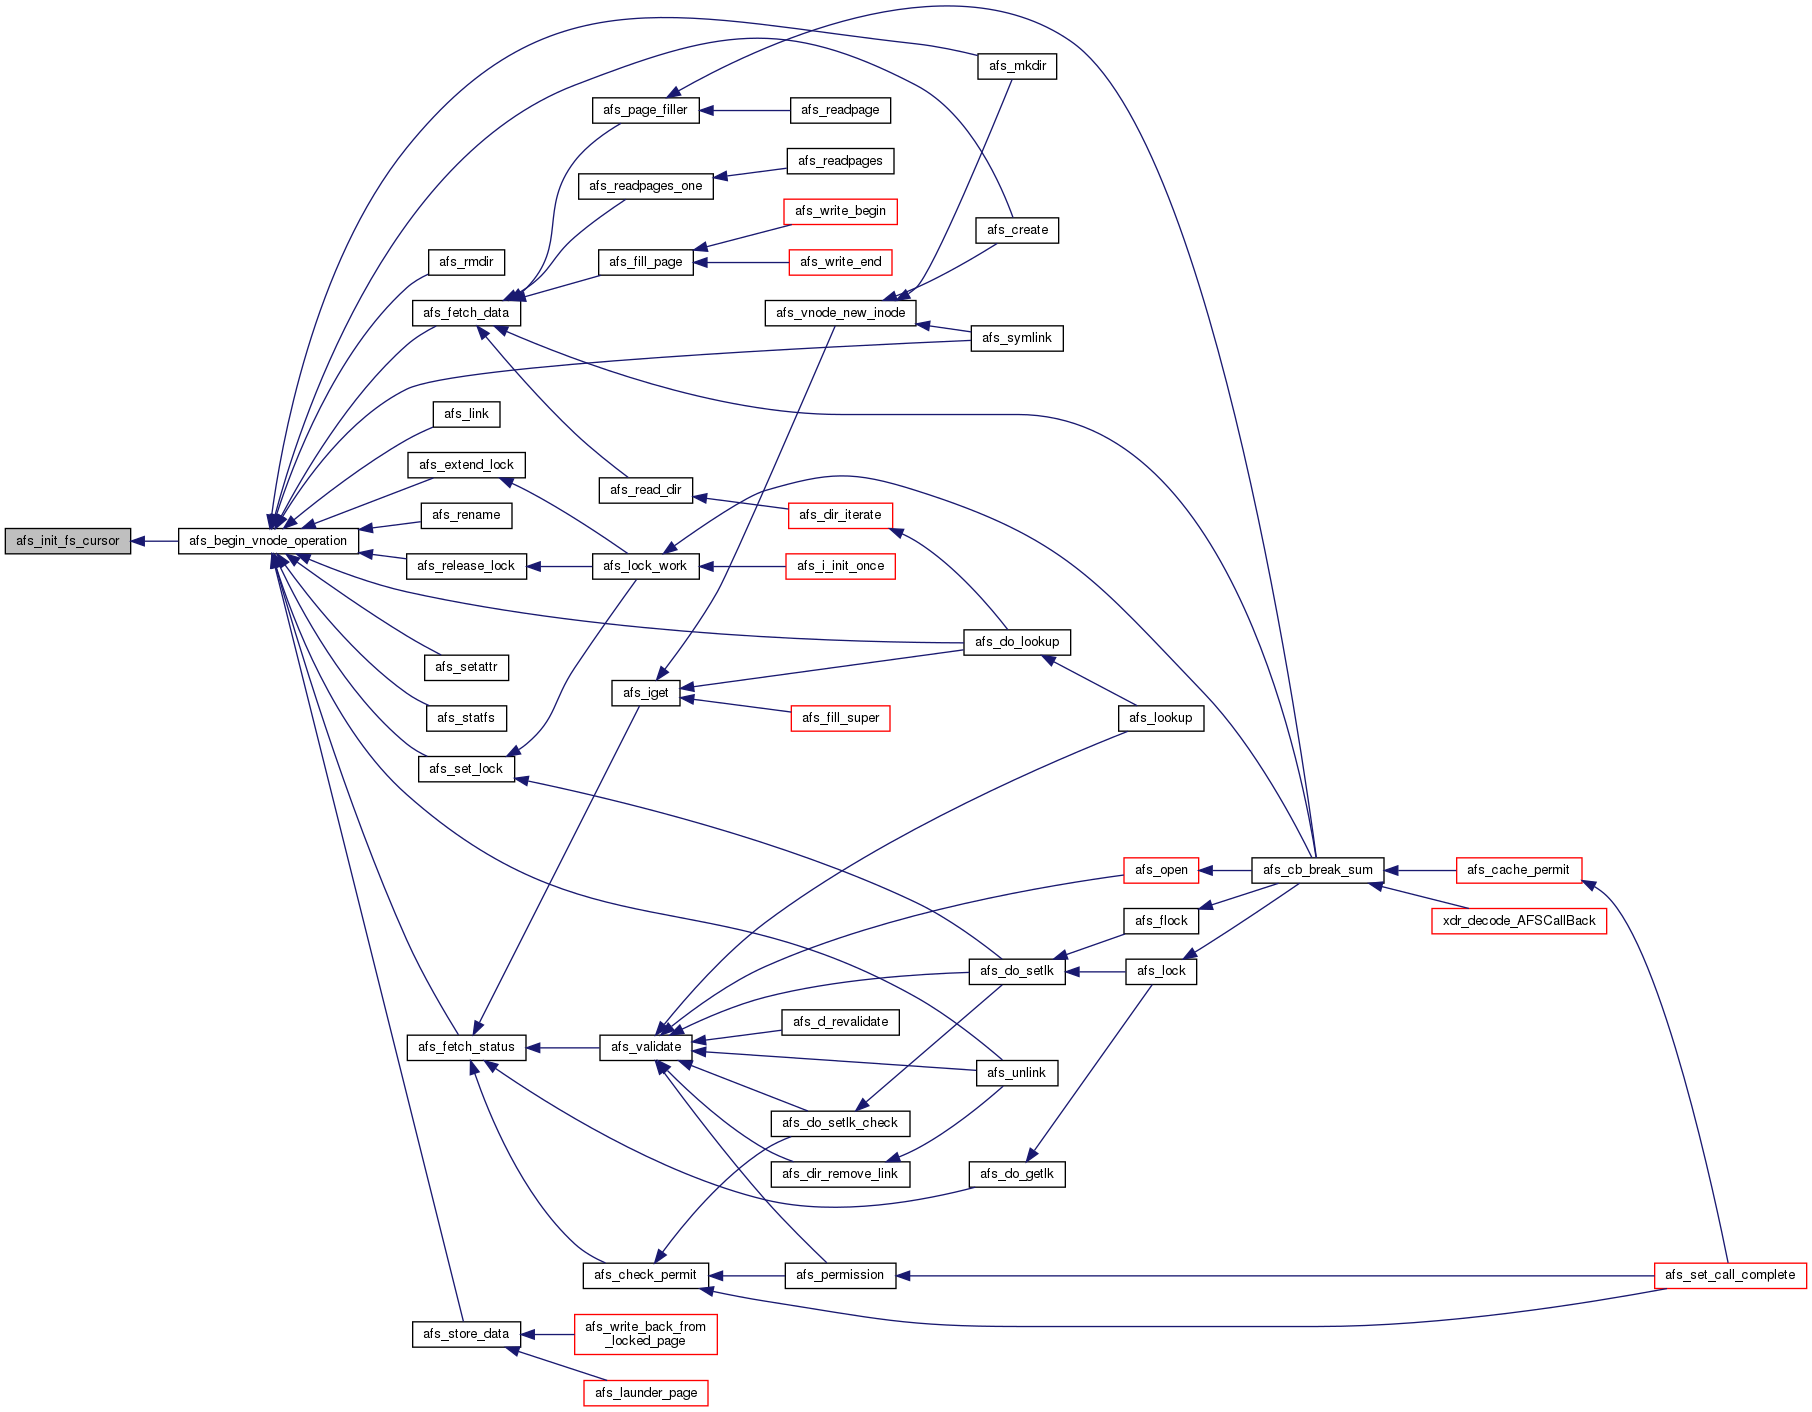 afs_mkdir
afs_page_filler
afs_readpage
afs_readpages
afs_readpages_one
afs_write_begin
afs_create
afs_rmdir
afs_fill_page
afs_write_end
afs_fetch_data
afs_vnode_new_inode
afs_symlink
afs_link
afs_extend_lock
afs_read_dir
afs_rename
afs_dir_iterate
afs_init_fs_cursor
afs_begin_vnode_operation
afs_release_lock
afs_lock_work
afs_i_init_once
afs_do_lookup
afs_setattr
afs_iget
afs_statfs
afs_fill_super
afs_lookup
afs_set_lock
afs_open
afs_cb_break_sum
afs_cache_permit
afs_flock
xdr_decode_AFSCallBack
afs_do_setlk
afs_lock
afs_d_revalidate
afs_fetch_status
afs_validate
afs_unlink
afs_do_setlk_check
afs_dir_remove_link
afs_do_getlk
afs_check_permit
afs_permission
afs_set_call_complete
afs_store_data
afs_write_back_from
_locked_page
afs_launder_page